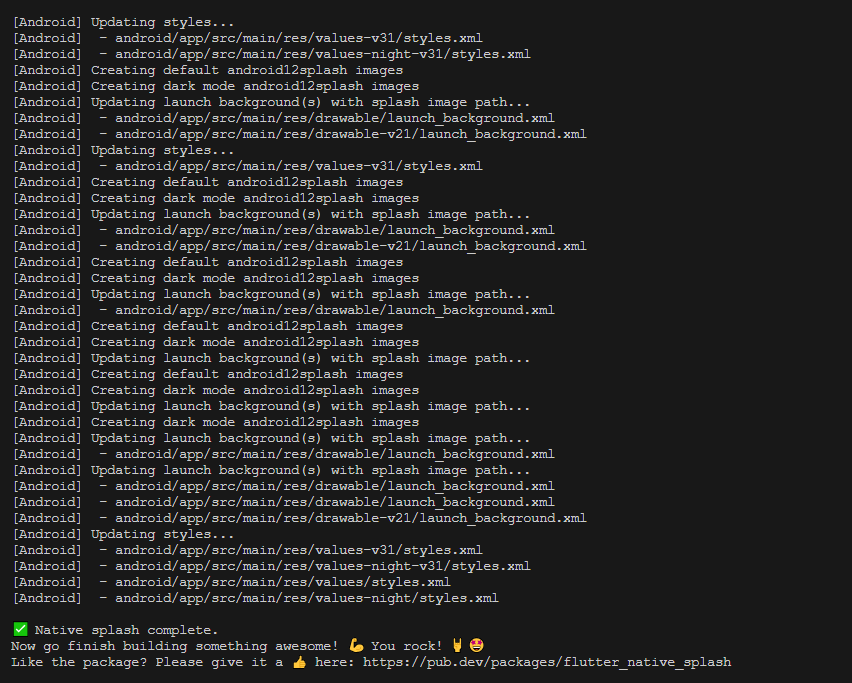 [Android] Updating styles...
[Android]  - android/app/src/main/res/values-v31/styles.xml
[Android]  - android/app/src/main/res/values-night-v31/styles.xml
[Android] Creating default android12splash images
[Android] Creating dark mode android12splash images
[Android] Updating launch background(s) with splash image path...
[Android]  - android/app/src/main/res/drawable/launch_background.xml
[Android]  - android/app/src/main/res/drawable-v21/launch_background.xml
[Android] Updating styles...
[Android]  - android/app/src/main/res/values-v31/styles.xml
[Android] Creating default android12splash images
[Android] Creating dark mode android12splash images
[Android] Updating launch background(s) with splash image path...
[Android]  - android/app/src/main/res/drawable/launch_background.xml
[Android]  - android/app/src/main/res/drawable-v21/launch_background.xml
[Android] Creating default android12splash images
[Android] Creating dark mode android12splash images
[Android] Updating launch background(s) with splash image path...
[Android]  - android/app/src/main/res/drawable/launch_background.xml
[Android] Creating default android12splash images
[Android] Creating dark mode android12splash images
[Android] Updating launch background(s) with splash image path...
[Android] Creating default android12splash images
[Android] Creating dark mode android12splash images
[Android] Updating launch background(s) with splash image path...
[Android] Creating dark mode android12splash images
[Android] Updating launch background(s) with splash image path...
[Android]  - android/app/src/main/res/drawable/launch_background.xml
[Android] Updating launch background(s) with splash image path...
[Android]  - android/app/src/main/res/drawable/launch_background.xml
[Android]  - android/app/src/main/res/drawable/launch_background.xml
[Android]  - android/app/src/main/res/drawable-v21/launch_background.xml
[Android] Updating styles...
[Android]  - android/app/src/main/res/values-v31/styles.xml
[Android]  - android/app/src/main/res/values-night-v31/styles.xml
[Android]  - android/app/src/main/res/values/styles.xml
[Android]  - android/app/src/main/res/values-night/styles.xml
✅ Native splash complete.
Now go finish building something awesome! 💪 You rock! 🤘🤩
Like the package? Please give it a 👍 here: https://pub.dev/packages/flutter_native_splash